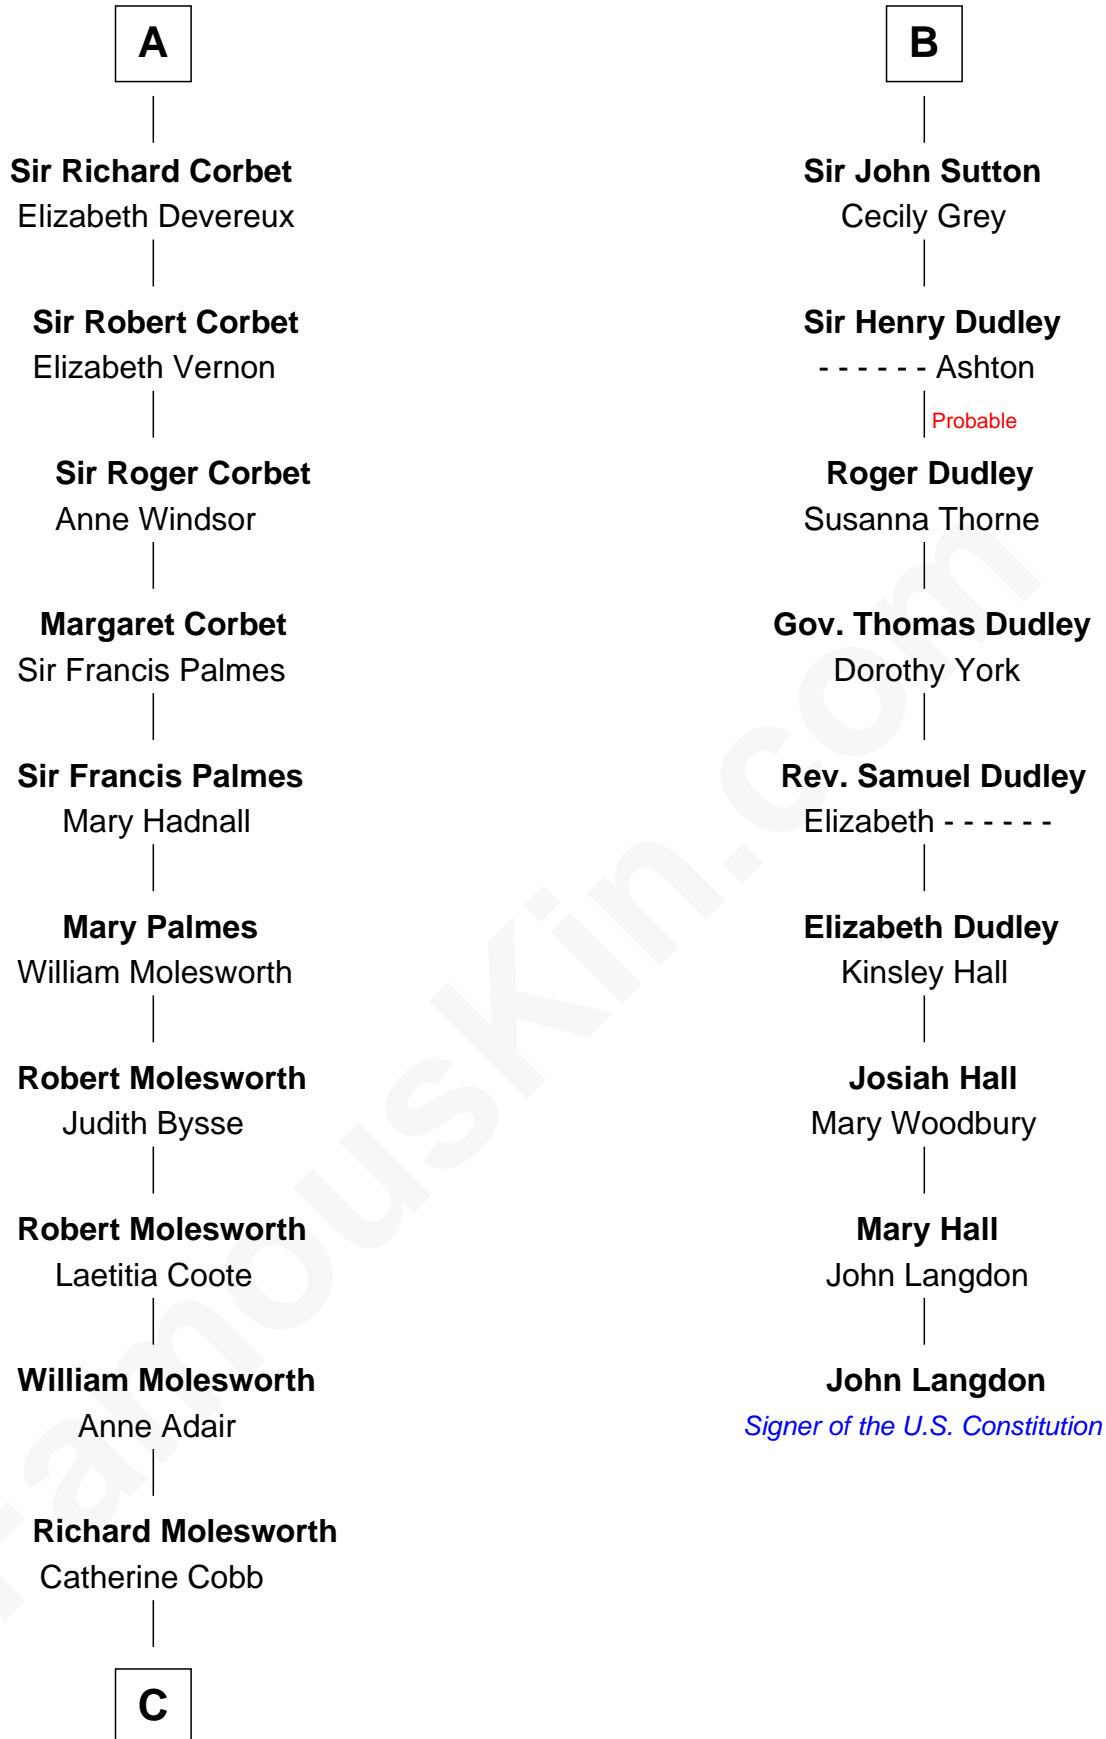 A
Sir Richard Corbet
Elizabeth Devereux
Sir Robert Corbet
Elizabeth Vernon
Sir Roger Corbet
Anne Windsor
Margaret Corbet
Sir Francis Palmes
Sir Francis Palmes
Mary Hadnall
Mary Palmes
William Molesworth
Robert Molesworth
Judith Bysse
Robert Molesworth
Laetitia Coote
William Molesworth
Anne Adair
Richard Molesworth
Catherine Cobb
C
B
Sir John Sutton
Cecily Grey
Sir Henry Dudley
- - - - - - Ashton
Probable
Roger Dudley
Susanna Thorne
Gov. Thomas Dudley
Dorothy York
Rev. Samuel Dudley
Elizabeth - - - - - -
Elizabeth Dudley
Kinsley Hall
Josiah Hall
Mary Woodbury
Mary Hall
John Langdon
John Langdon
Signer of the U.S. Constitution
FamousKin.com